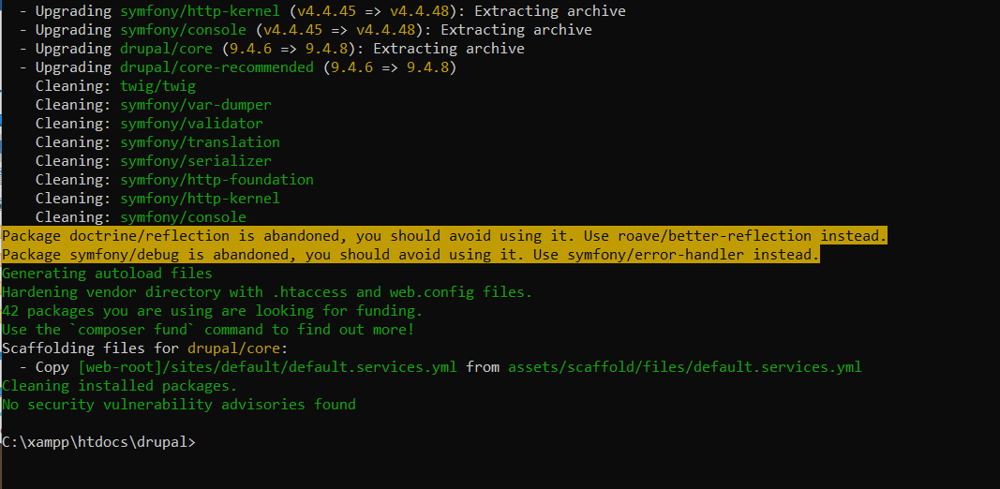 - Upgrading symfony/http-kernel (v4.4.45 => v4.4.48): Extracting archive
- Upgrading symfony/console (v4.4.45 => v4.4.48): Extracting archive
- Upgrading drupal/core (9.4.6 => 9.4.8): Extracting archive
- Upgrading drupal/core-recommended (9.4.6 => 9.4.8)
Cleaning: twig/twig
Cleaning: symfony/var-dumper
Cleaning: symfony/validator
Cleaning: symfony/translation
Cleaning: symfony/serializer
Cleaning: symfony/http-foundation
Cleaning: symfony/http-kernel
Cleaning: symfony/console
Package doctrine/reflection is abandoned, you should avoid using it. Use roave/better-reflection instead.
Package symfony/debug is abandoned, you should avoid using it. Use symfony/error-handler instead.
Generating autoload files
Hardening vendor directory with .htaccess and web.config files.
42 packages you are using are looking for funding.
Use the `composer fund` command to find out more!
Scaffolding files for drupal/core:
- Copy [web-root]/sites/default/default.services.yml from assets/scaffold/files/default.services.yml
Cleaning installed packages.
No security vulnerability advisories found
C:\xampp\htdocs\drupal>